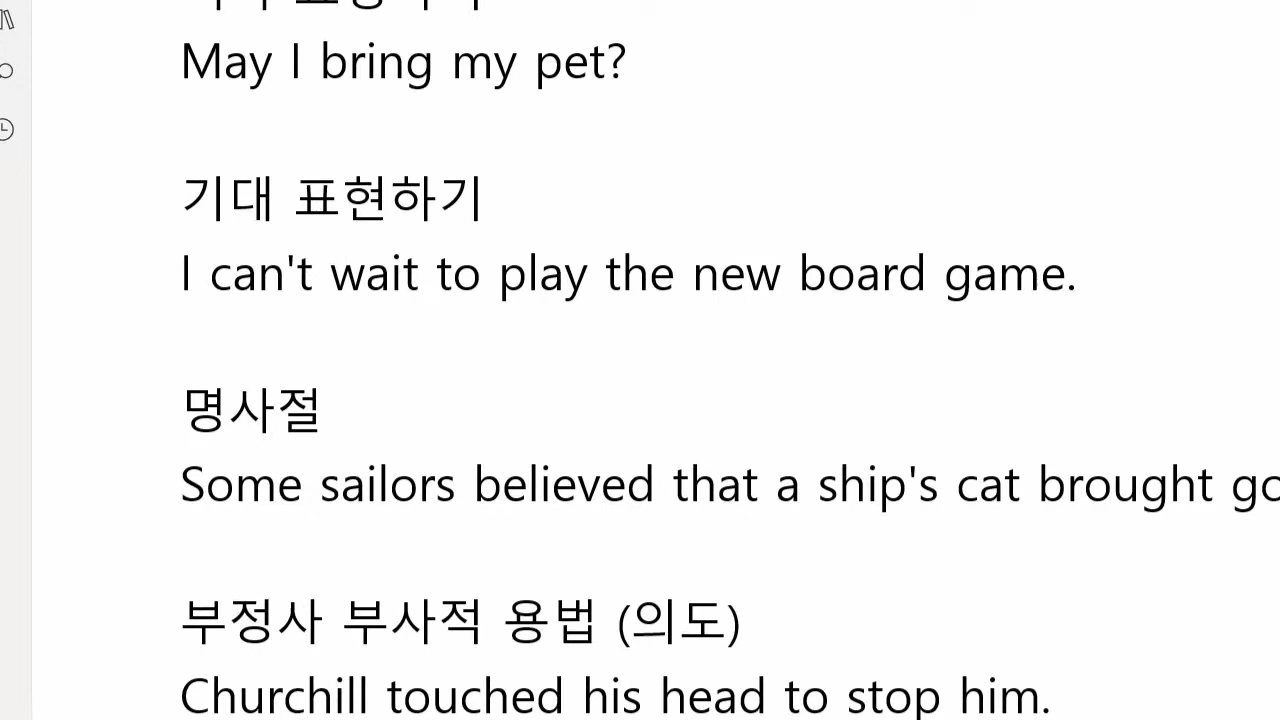 May I bring my pet?
기대 표현하기
I can't wait to play the new board game.
명사절
Some sailors believed that a ship's cat brought
부정사 부사적 용법 (의도)
Churchill touched his head to stop him.